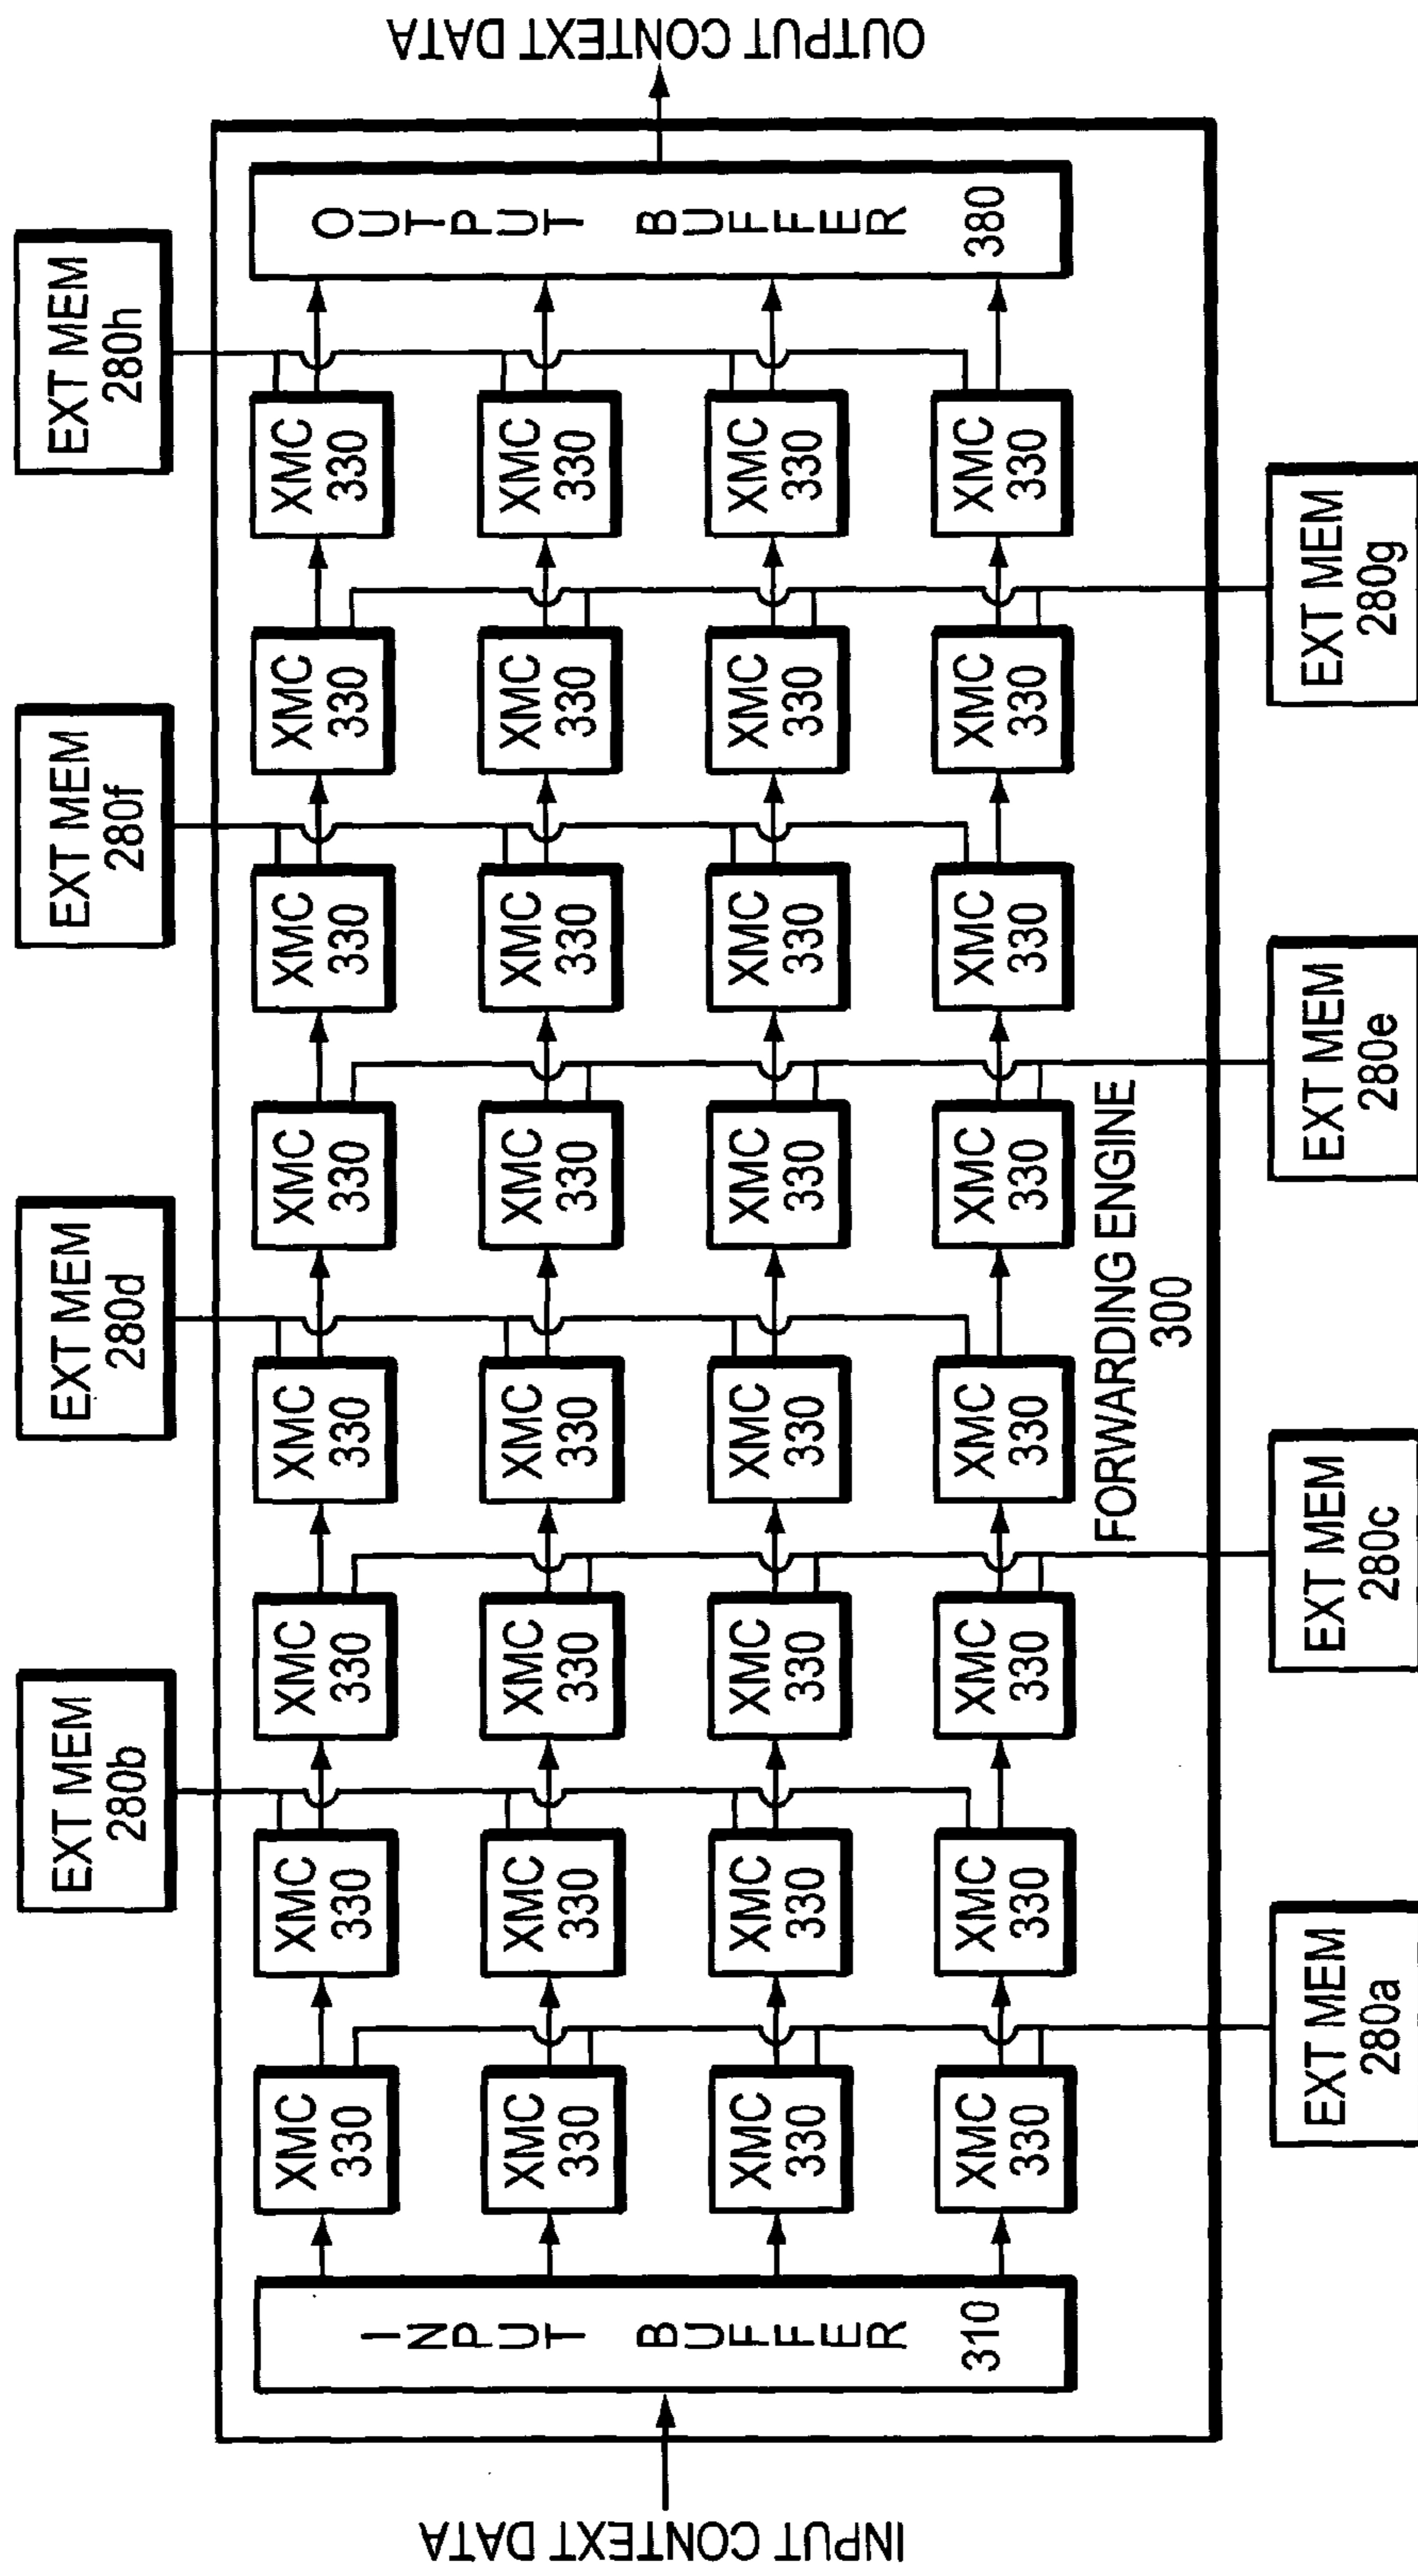 EXT MEM
280b
EXT MEM
280d
EXT MEM
280f
EXT MEM
280h
INPUT CONTEXT DATA
INPUT BUFFER
310
XMC
330
XMC
330
XMC
330
XMC
330
XMC
330
XMC
330
XMC
330
XMC
330
XMC
330
XMC
330
XMC
330
XMC
330
XMC
330
XMC
330
XMC
330
XMC
330
XMC
330
XMC
330
XMC
330
XMC
330
XMC
330
XMC
330
XMC
330
XMC
330
XMC
330
XMC
330
XMC
330
XMC
330
XMC
330
XMC
330
XMC
330
XMC
330
OUTPUT BUFFER
380
OUTPUT CONTEXT DATA
FORWARDING ENGINE
300
EXT MEM
280a
EXT MEM
280c
EXT MEM
280e
EXT MEM
280g